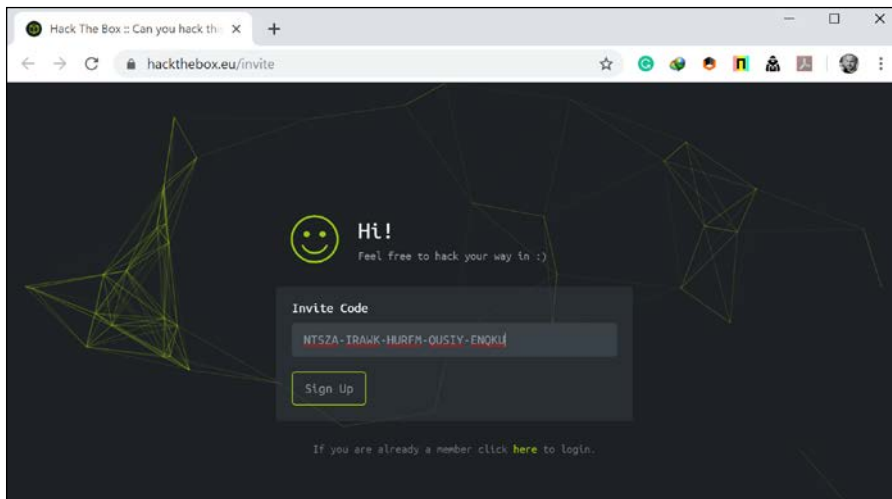 Hack The Box :: Can you hack th
hackthebox.eu/invite
Hi!
Feel free to hack your way in :)
Invite Code
NTSZA-IRAWK-HURFM-OUSIY-ENQKU
Sign Up
If you are already a member click here to login.